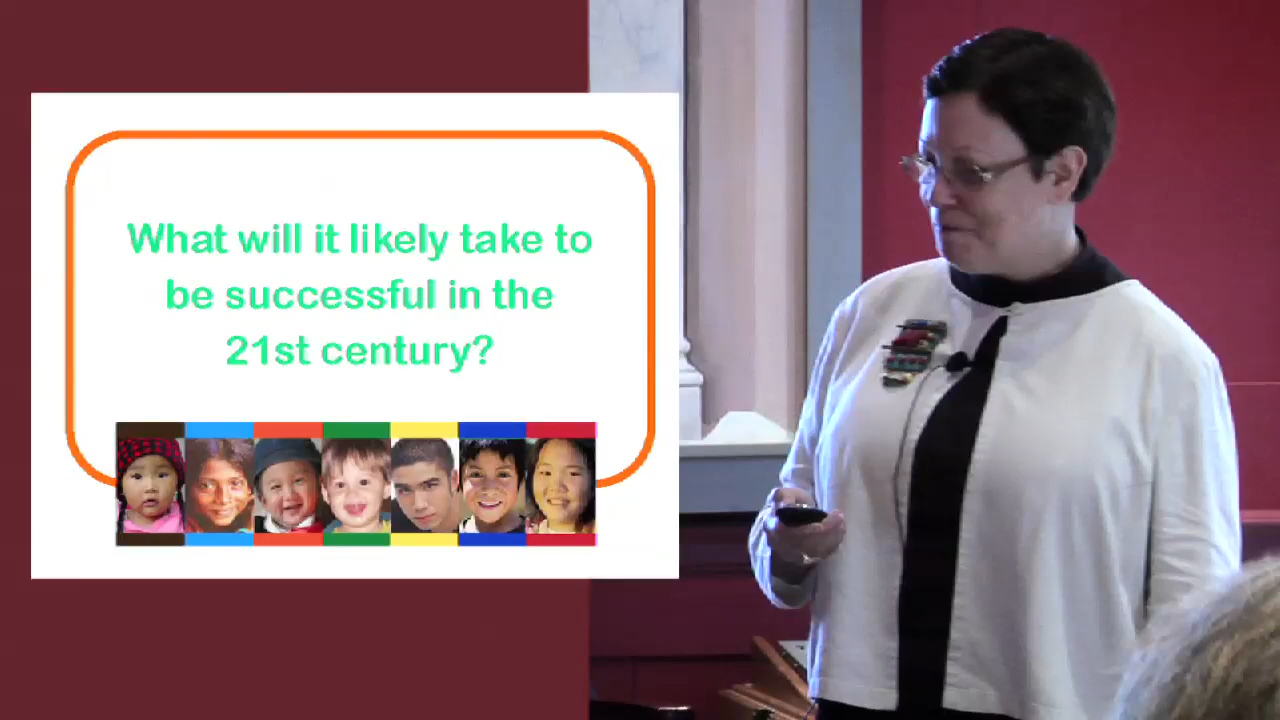 What will it likely take to
be successful in the
21st century?